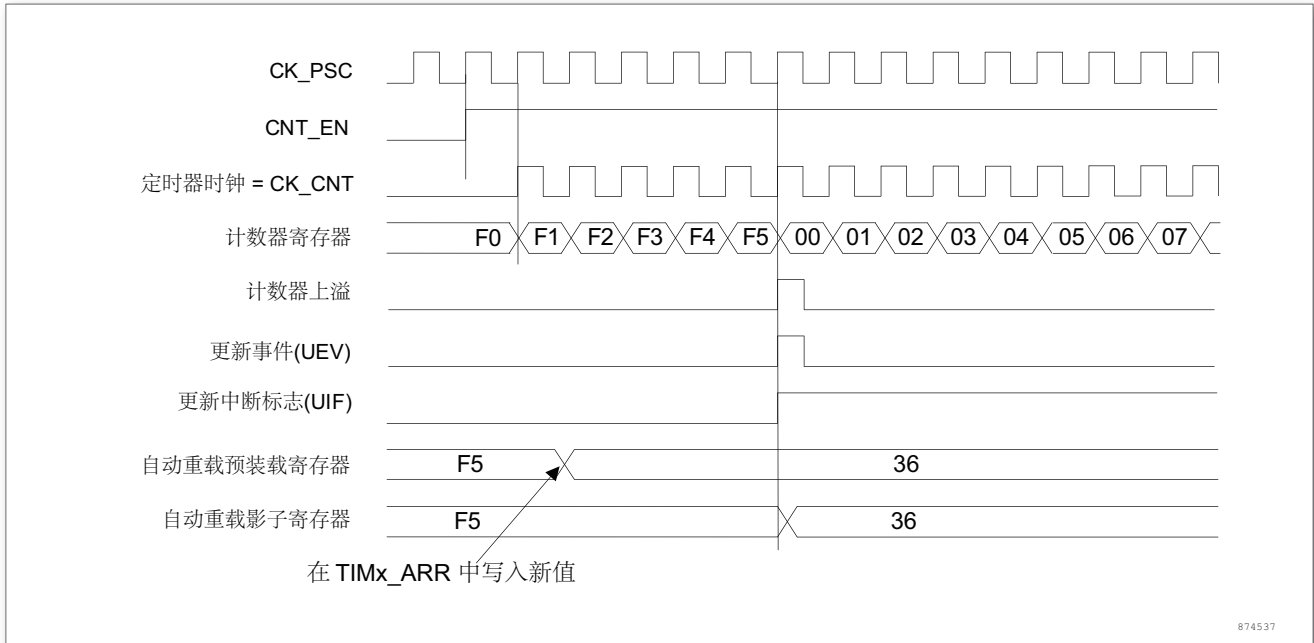 CK_PSC
CNT_EN
定时器时钟 = CK_CNT
计数器寄存器 F0 F1 F2 F3 F4 F5 00 01 02 03 04 05 06 07
计数器上溢
更新事件(UEV)
更新中断标志(UIF)
自动重载预装载寄存器 F5 36
自动重载影子寄存器 F5 36
在 TIMx_ARR 中写入新值
874537